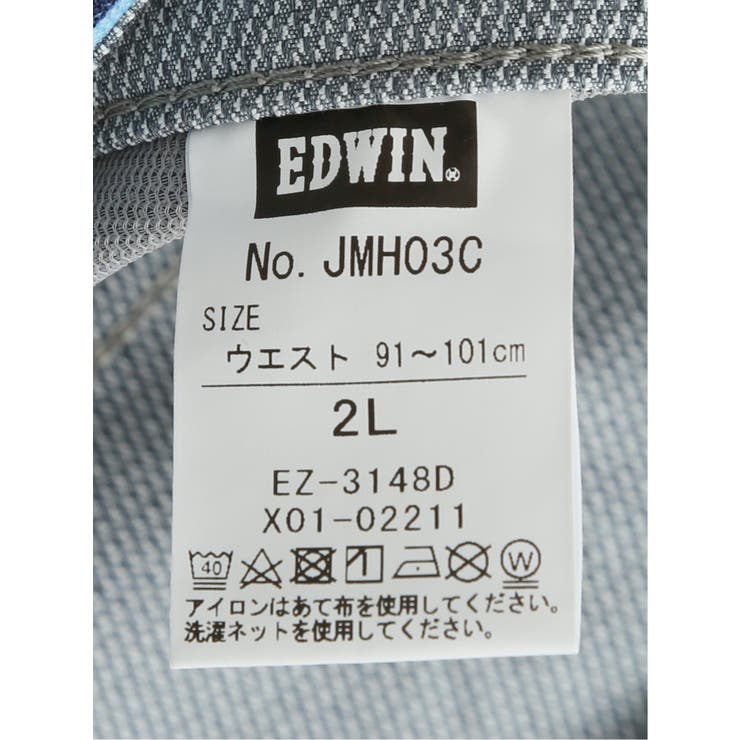 EDWIN®
No. JMH03C
SIZE
ウエスト 91～101cm
2L
EZ-3148D
X01-02211
40 W
アイロンはあて布を使用してください。
洗濯ネットを使用してください。